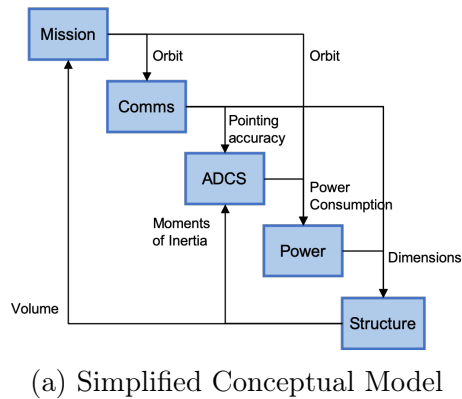 Mission
Orbit
Orbit
Comms
Pointing
accuracy
ADCS
Power
Consumption
Moments
of Inertia
Power
Dimensions
Volume
Structure
(a) Simplified Conceptual Model